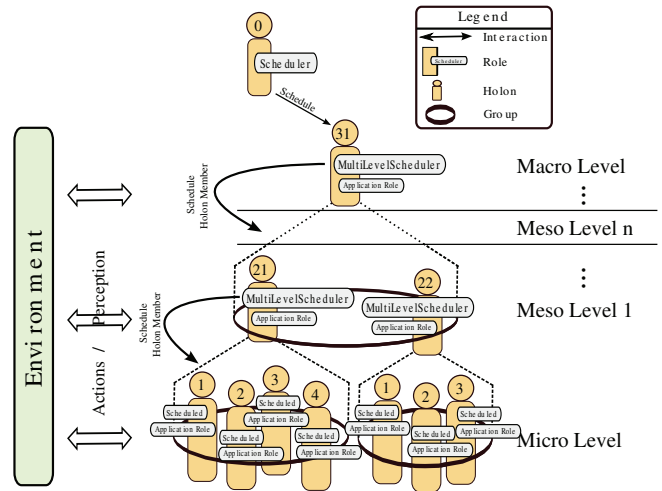 Legend
Interaction
Scheduler
Role
Holon
Group
0
Scheduler
Schedule
31
MultiLevelScheduler
Application Role
Schedule
Holon Member
Macro Level
Meso Level n
21
MultiLevelScheduler
Application Role
22
MultiLevelScheduler
Application Role
Meso Level 1
Schedule
Holon Member
Environment
Actions / Perception
1
Scheduled
Application Role
2
Scheduled
Application Role
3
Scheduled
Application Role
4
Scheduled
Application Role
1
Scheduled
Application Role
2
Scheduled
Application Role
3
Scheduled
Application Role
Micro Level